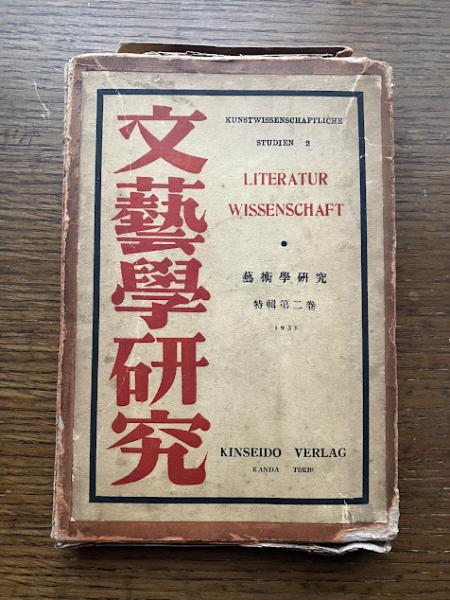 文藝學研究
KUNSTWISSENSCHAFTLICHE
STUDIEN 2
LITERATUR
WISSENSCHAFT
藝術學研究
特輯第二卷
1931
KINSEIDO VERLAG
KANDA TOKIO